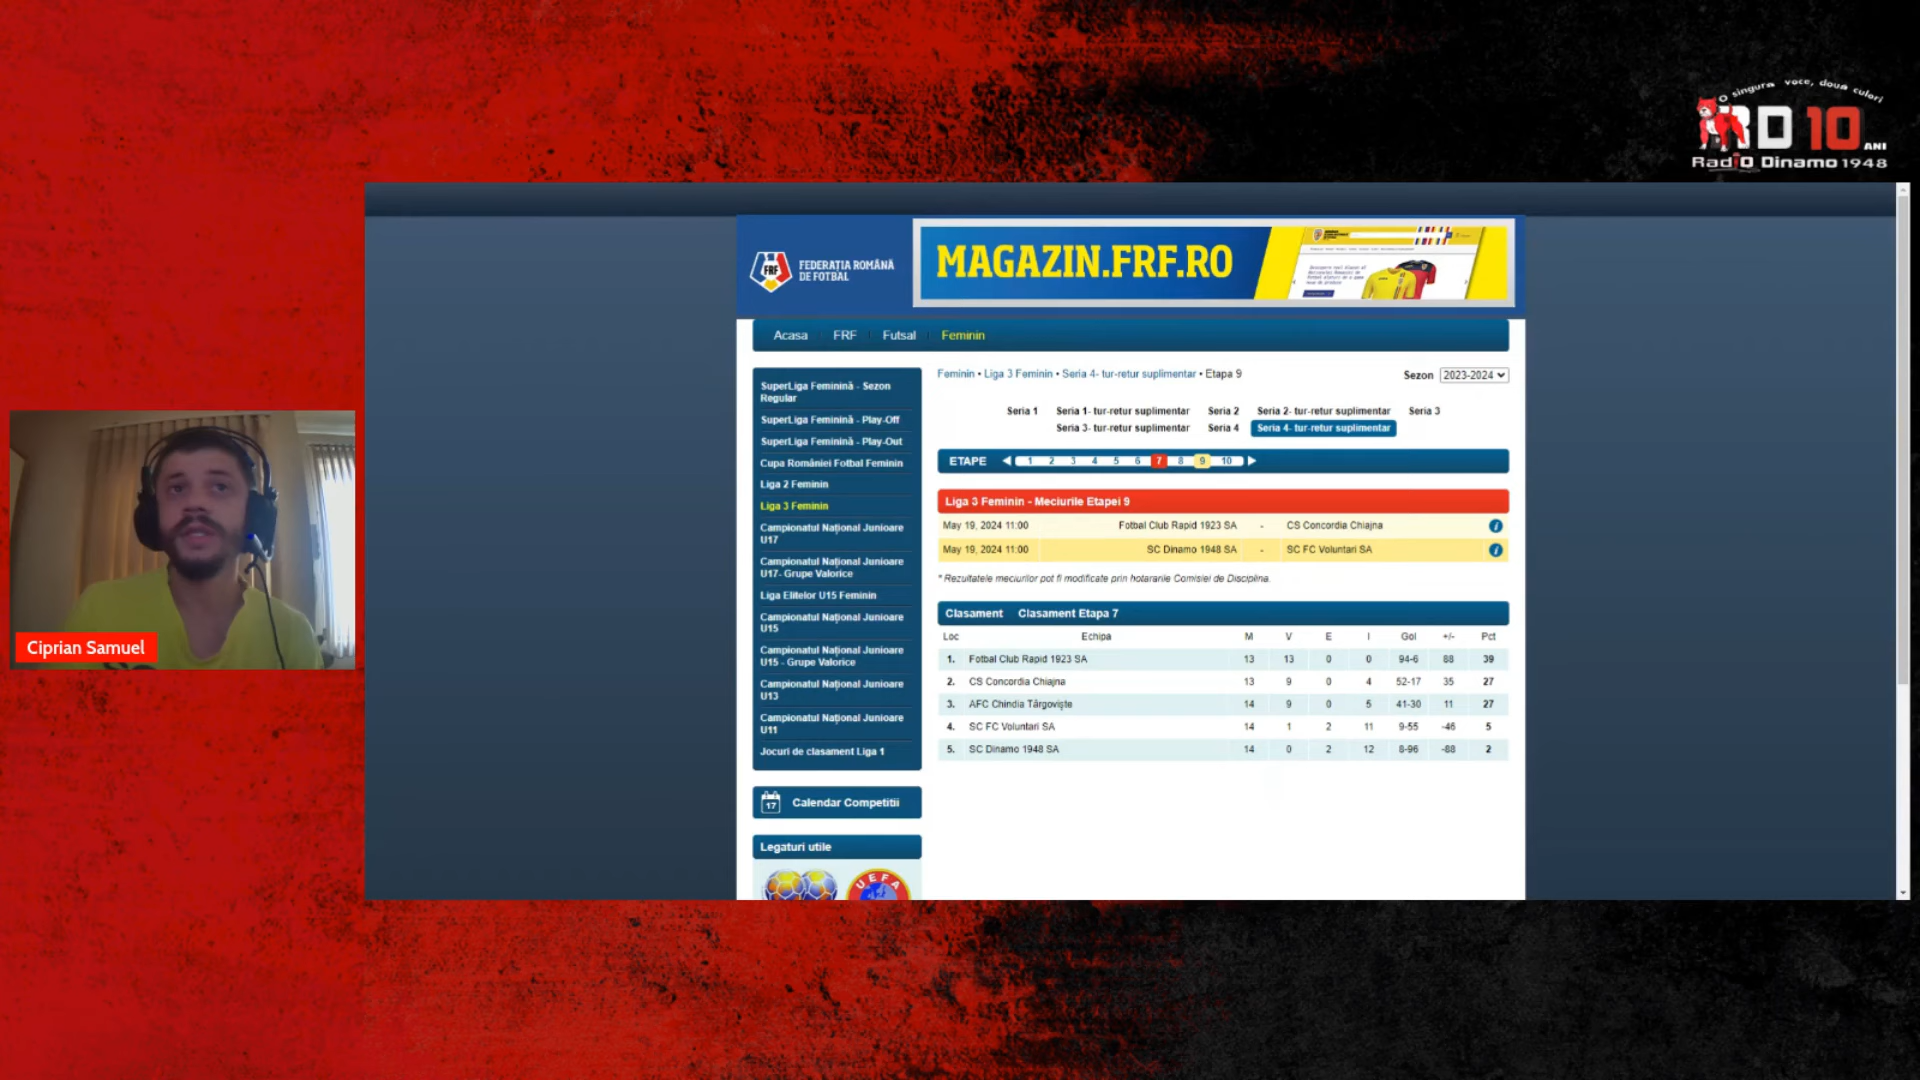 O singura voce, doua culori
RD 10 ANI
Radio Dinamo 1948
FRF
FEDERAȚIA ROMÂNĂ
DE FOTBAL
MAGAZIN.FRF.RO
Acasa FRF Futsal Feminin
SuperLiga Feminină - Sezon
Regular
SuperLiga Feminină - Play-Off
SuperLiga Feminină - Play-Out
Cupa României Fotbal Feminin
Liga 2 Feminin
Liga 3 Feminin
Campionatul Național Junioare
U17
Campionatul Național Junioare
U17- Grupe Valorice
Liga Elitelor U15 Feminin
Campionatul Național Junioare
U15
Campionatul Național Junioare
U15 - Grupe Valorice
Campionatul Național Junioare
U13
Campionatul Național Junioare
U11
Jocuri de clasament Liga 1
17 Calendar Competitii
Legaturi utile
UEFA
Feminin • Liga 3 Feminin • Seria 4- tur-retur suplimentar • Etapa 9
Sezon 2023-2024
Seria 1 Seria 1- tur-retur suplimentar Seria 2 Seria 2- tur-retur suplimentar Seria 3
Seria 3- tur-retur suplimentar Seria 4 Seria 4- tur-retur suplimentar
ETAPE 1 2 3 4 5 6 7 8 9 10
Liga 3 Feminin - Meciurile Etapei 9
May 19, 2024 11:00 Fotbal Club Rapid 1923 SA - CS Concordia Chiajna i
May 19, 2024 11:00 SC Dinamo 1948 SA - SC FC Voluntari SA i
* Rezultatele meciurilor pot fi modificate prin hotararile Comisiei de Disciplina.
Clasament Clasament Etapa 7
Loc Echipa M V E I Gol +/- Pct
1. Fotbal Club Rapid 1923 SA 13 13 0 0 94-6 88 39
2. CS Concordia Chiajna 13 9 0 4 52-17 35 27
3. AFC Chindia Târgoviște 14 9 0 5 41-30 11 27
4. SC FC Voluntari SA 14 1 2 11 9-55 -46 5
5. SC Dinamo 1948 SA 14 0 2 12 8-96 -88 2
Ciprian Samuel